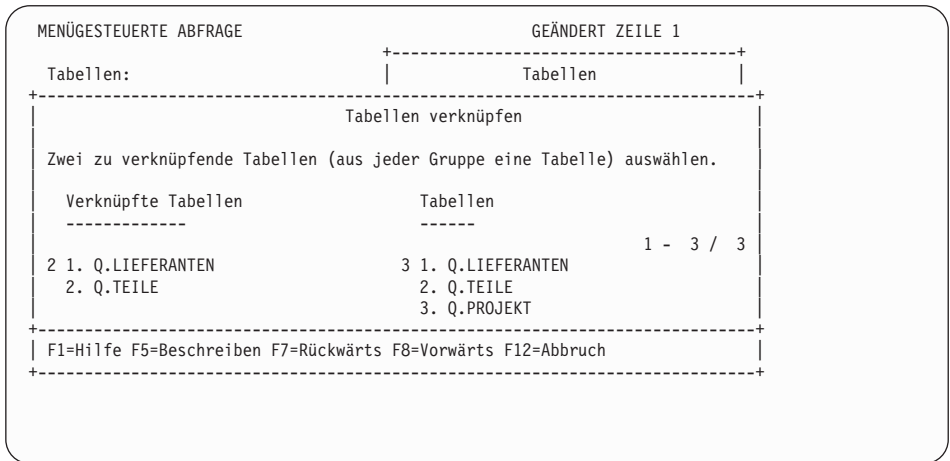 MENÜGESTEUERTE ABFRAGE GEÄNDERT ZEILE 1
+-------------------------------------+
Tabellen: | Tabellen |
+---------------------------------------------------------------------------+
| Tabellen verknüpfen |
| |
| Zwei zu verknüpfende Tabellen (aus jeder Gruppe eine Tabelle) auswählen. |
| |
| Verknüpfte Tabellen Tabellen |
| ------------- ------ |
| 1 - 3 / 3 |
| 2 1. Q.LIEFERANTEN 3 1. Q.LIEFERANTEN |
| 2. Q.TEILE 2. Q.TEILE |
| 3. Q.PROJEKT |
+---------------------------------------------------------------------------+
| F1=Hilfe F5=Beschreiben F7=Rückwärts F8=Vorwärts F12=Abbruch |
+---------------------------------------------------------------------------+